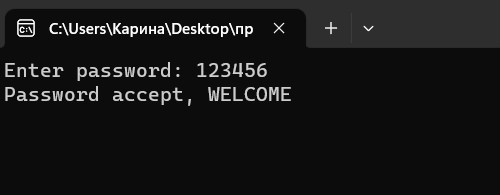 C:\Users\Карина\Desktop\пр
Enter password: 123456
Password accept, WELCOME